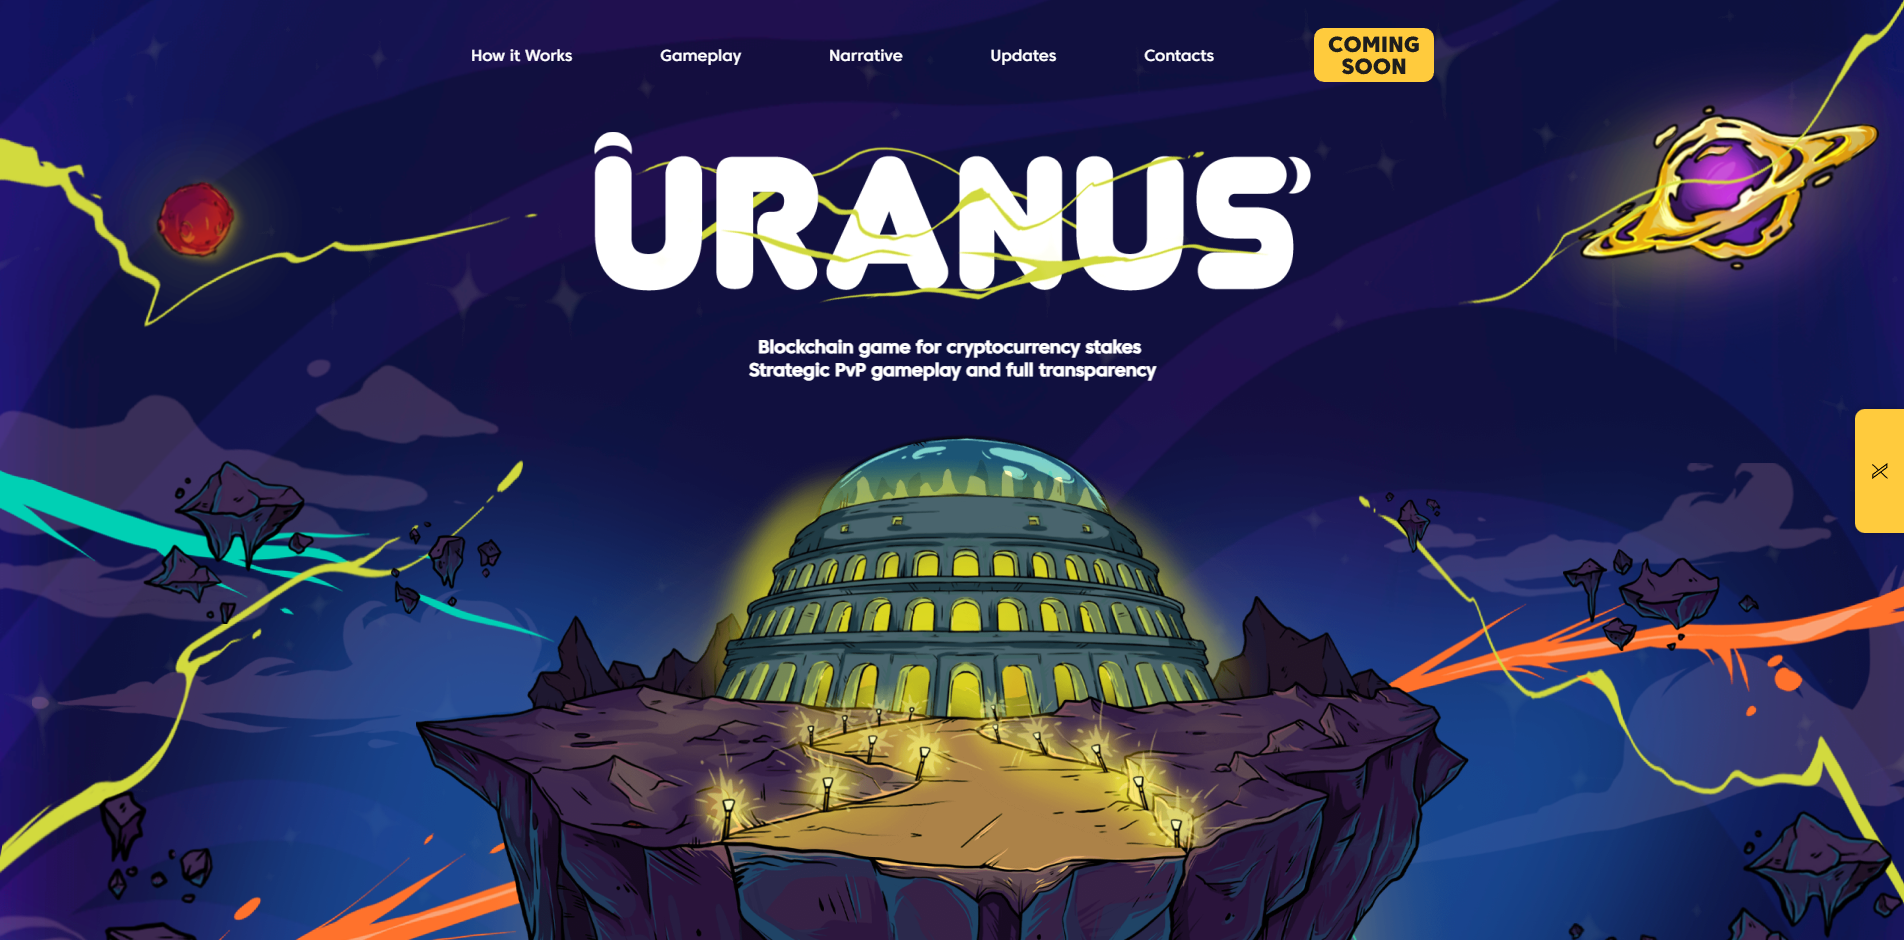 How it Works
Gameplay
Narrative
Updates
Contacts
COMING
SOON
URANUS
Blockchain game for cryptocurrency stakes
Strategic PvP gameplay and full transparency